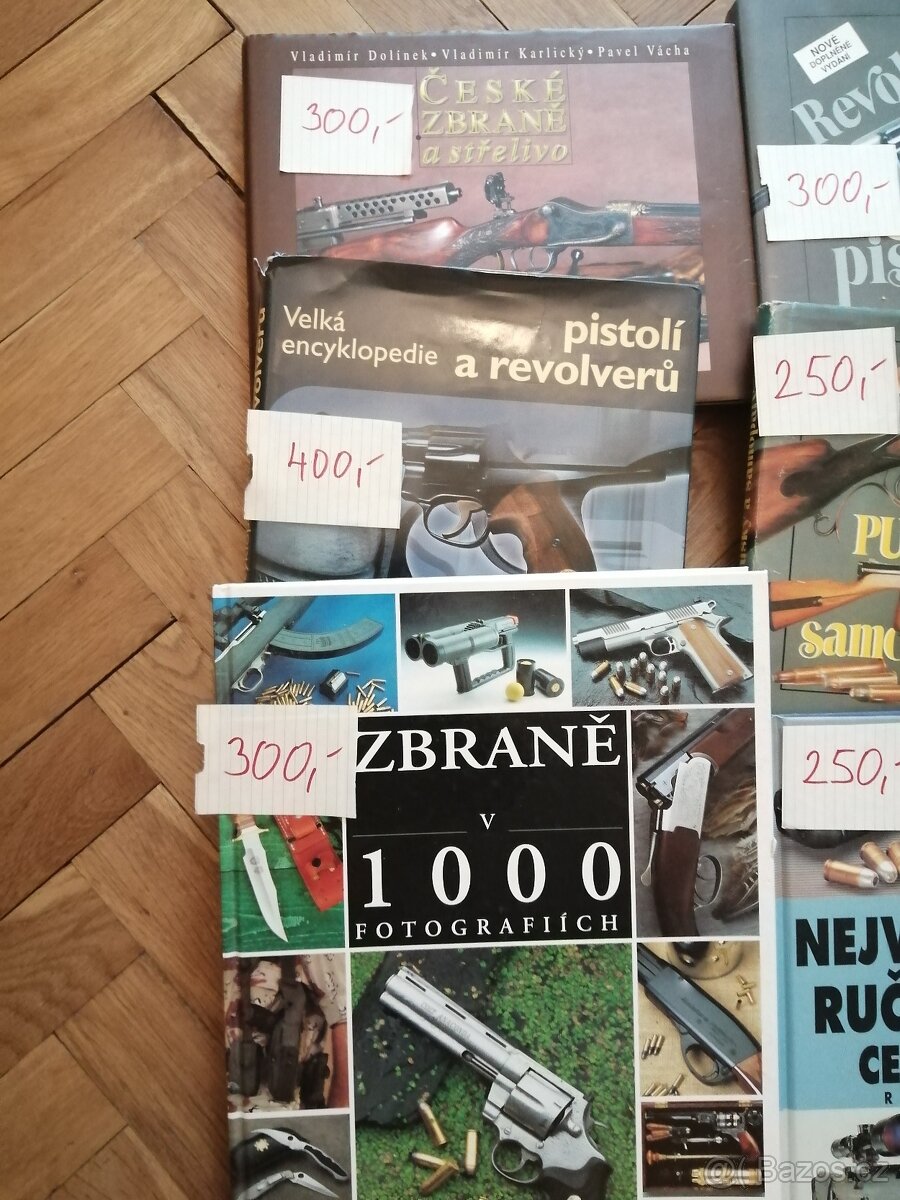 Vladimír Dolínek • Vladimír Karlický • Pavel Vácha
ČESKÉ
ZBRANĚ
a střelivo
300,-
NOVÉ
DOPLNĚNÉ
VYDÁNÍ
300,-
Velká
encyklopedie
pistolí
a revolverů
400,-
250,-
ZBRANĚ
V
1000
FOTOGRAFIÍCH
300,-
250,-
Bazos.cz